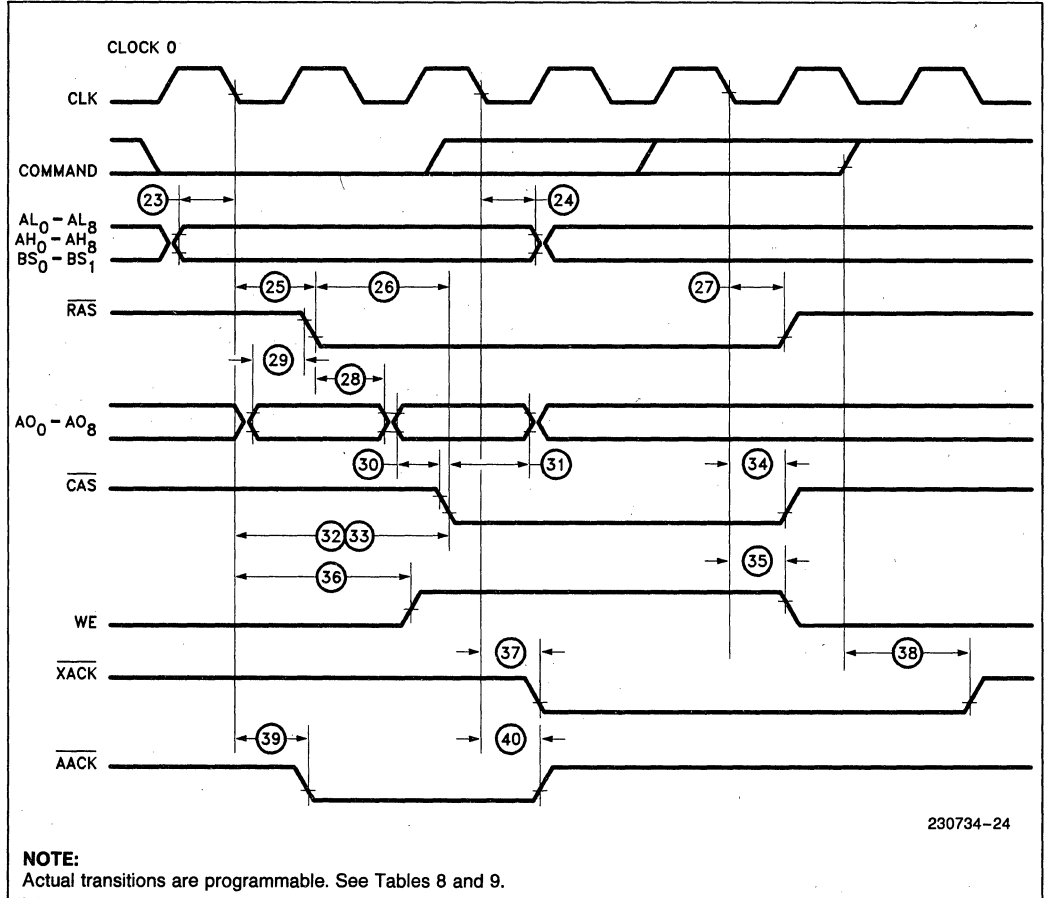 CLOCK 0
CLK
COMMAND
23
24
AL0 – AL8
AH0 – AH8
BS0 – BS1
25
26
27
RAS
29
28
AO0 – AO8
30
31
34
CAS
32 33
35
36
WE
37
38
XACK
39
40
AACK
230734–24
NOTE:
Actual transitions are programmable. See Tables 8 and 9.